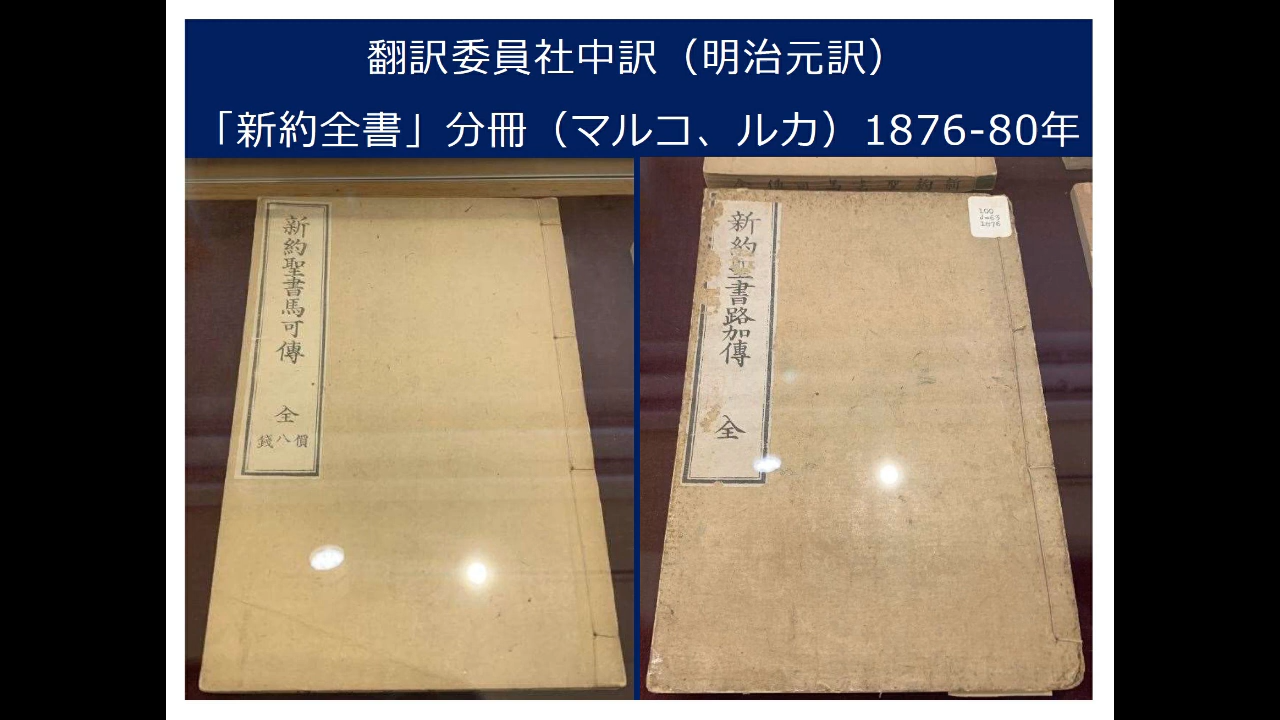 翻訳委員社中訳（明治元訳）
「新約全書」分冊（マルコ、ルカ）1876-80年
新約聖書馬可傳
全
價八錢
新約聖書路加傳
全